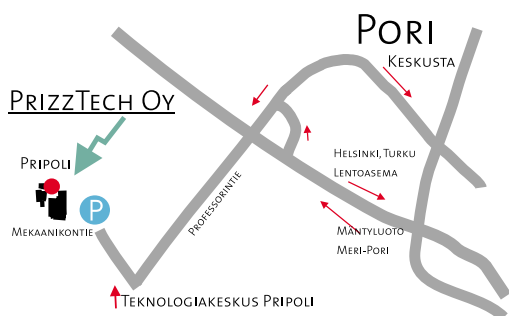 PORI
KESKUSTA
PRIZZTECH OY
HELSINKI, TURKU
LENTOASEMA
PRIPOLI
P
MEKAANIKONTIE
PROFESSORINTIE
MÄNTYLUOTO
MERI-PORI
TEKNOLOGIAKESKUS PRIPOLI